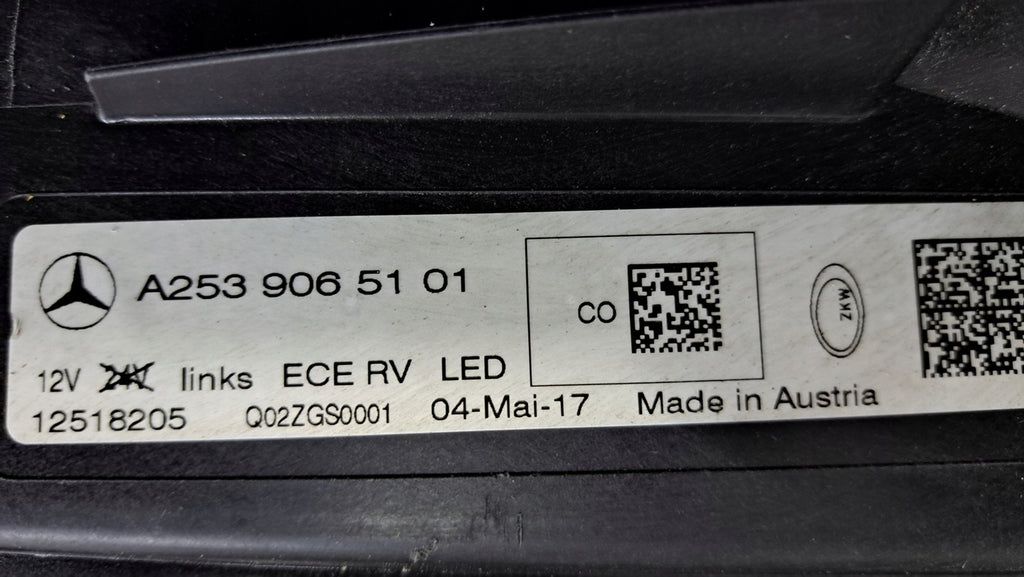 A253 906 51 01
CO
ZKW
12V 24V links ECE RV LED
12518205 Q02ZGS0001 04-Mai-17 Made in Austria